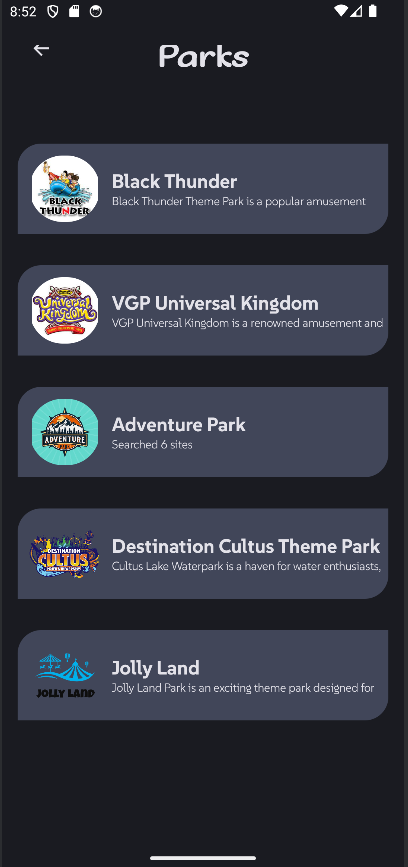 8:52
Parks
BLACK
THUNDER
Black Thunder
Black Thunder Theme Park is a popular amusement
Universal
Kingdom
VGP Universal Kingdom
VGP Universal Kingdom is a renowned amusement and
ADVENTURE
Adventure Park
Searched 6 sites
DESTINATION
CULTUS
Destination Cultus Theme Park
Cultus Lake Waterpark is a haven for water enthusiasts,
JOLLY LAND
Jolly Land
Jolly Land Park is an exciting theme park designed for